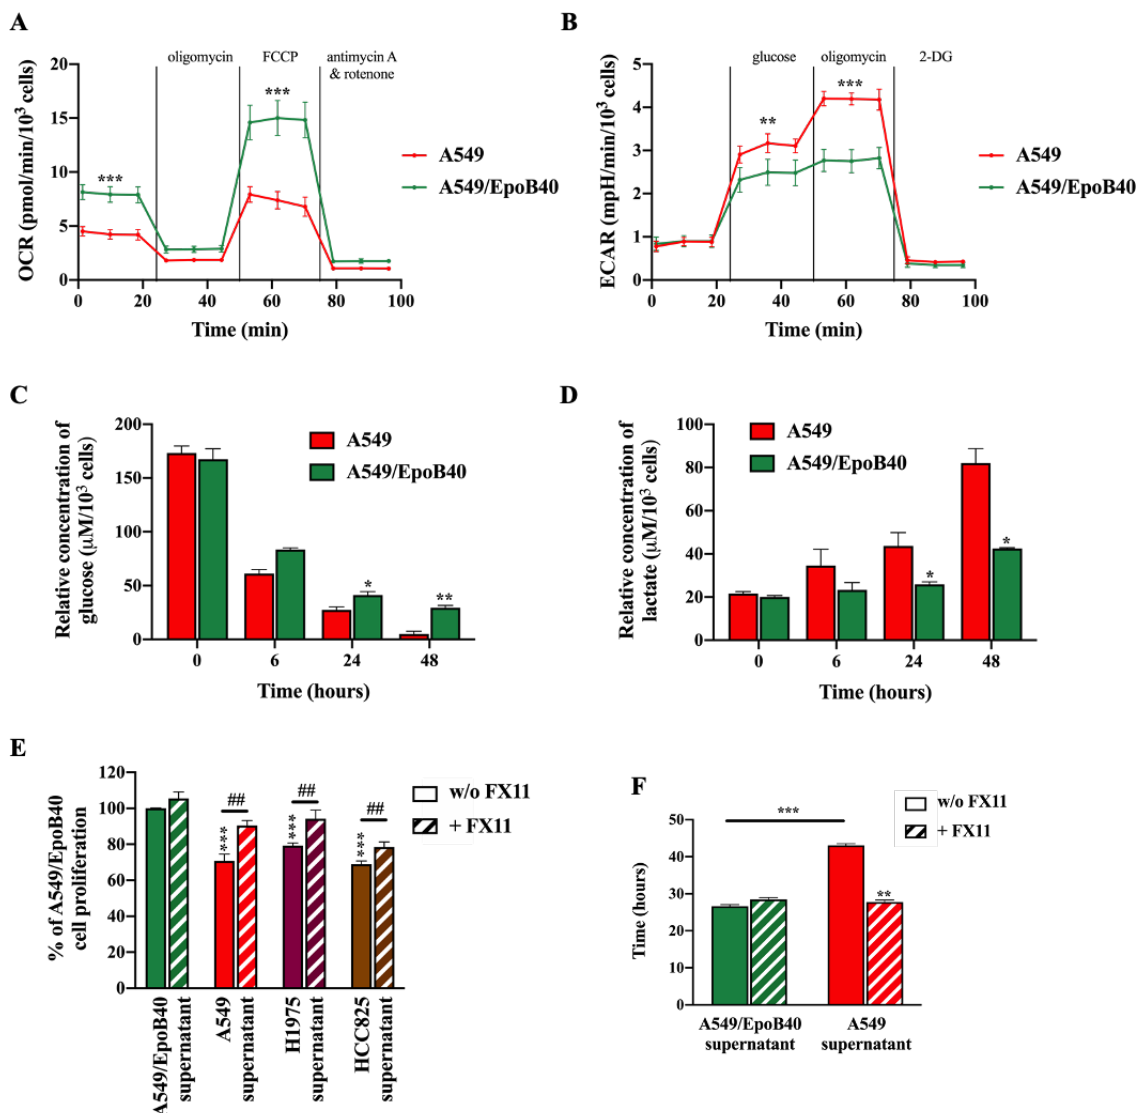 A
oligomycin FCCP antimycin A
& rotenone
OCR (pmol/min/10³ cells)
20
15
10
5
0
***
***
0 20 40 60 80 100
Time (min)
A549
A549/EpoB40
B
glucose oligomycin 2-DG
ECAR (mpH/min/10³ cells)
5
4
3
2
1
0
**
***
0 20 40 60 80 100
Time (min)
A549
A549/EpoB40
C
Relative concentration of
glucose (µM/10³ cells)
200
150
100
50
0
A549
A549/EpoB40
*
**
0 6 24 48
Time (hours)
D
Relative concentration of
lactate (µM/10³ cells)
100
80
60
40
20
0
A549
A549/EpoB40
*
*
0 6 24 48
Time (hours)
E
% of A549/EpoB40
cell proliferation
120
100
80
60
40
20
0
## ## ##
*** *** ***
w/o FX11
+ FX11
A549/EpoB40
supernatant
A549
supernatant
H1975
supernatant
HCC825
supernatant
F
Time (hours)
50
40
30
20
10
0
***
**
w/o FX11
+ FX11
A549/EpoB40
supernatant
A549
supernatant